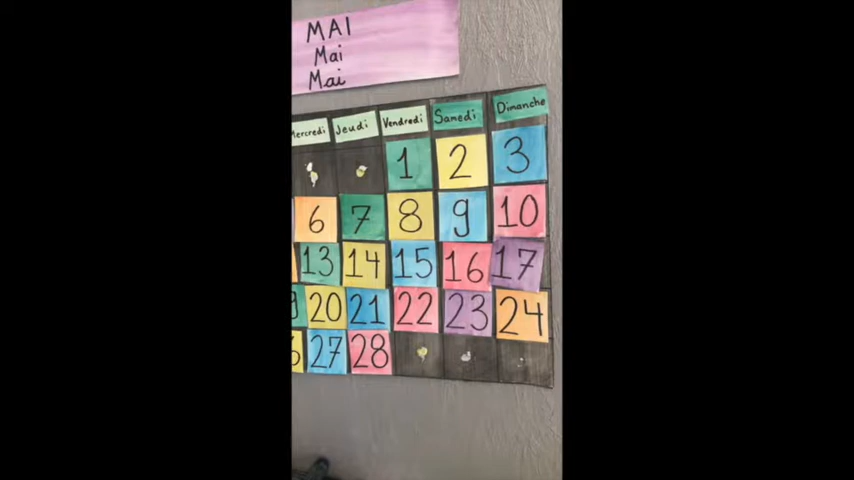 MAI
Mai
Mai
Mercredi Jeudi Vendredi Samedi Dimanche
1 2 3
6 7 8 9 10
13 14 15 16 17
20 21 22 23 24
27 28